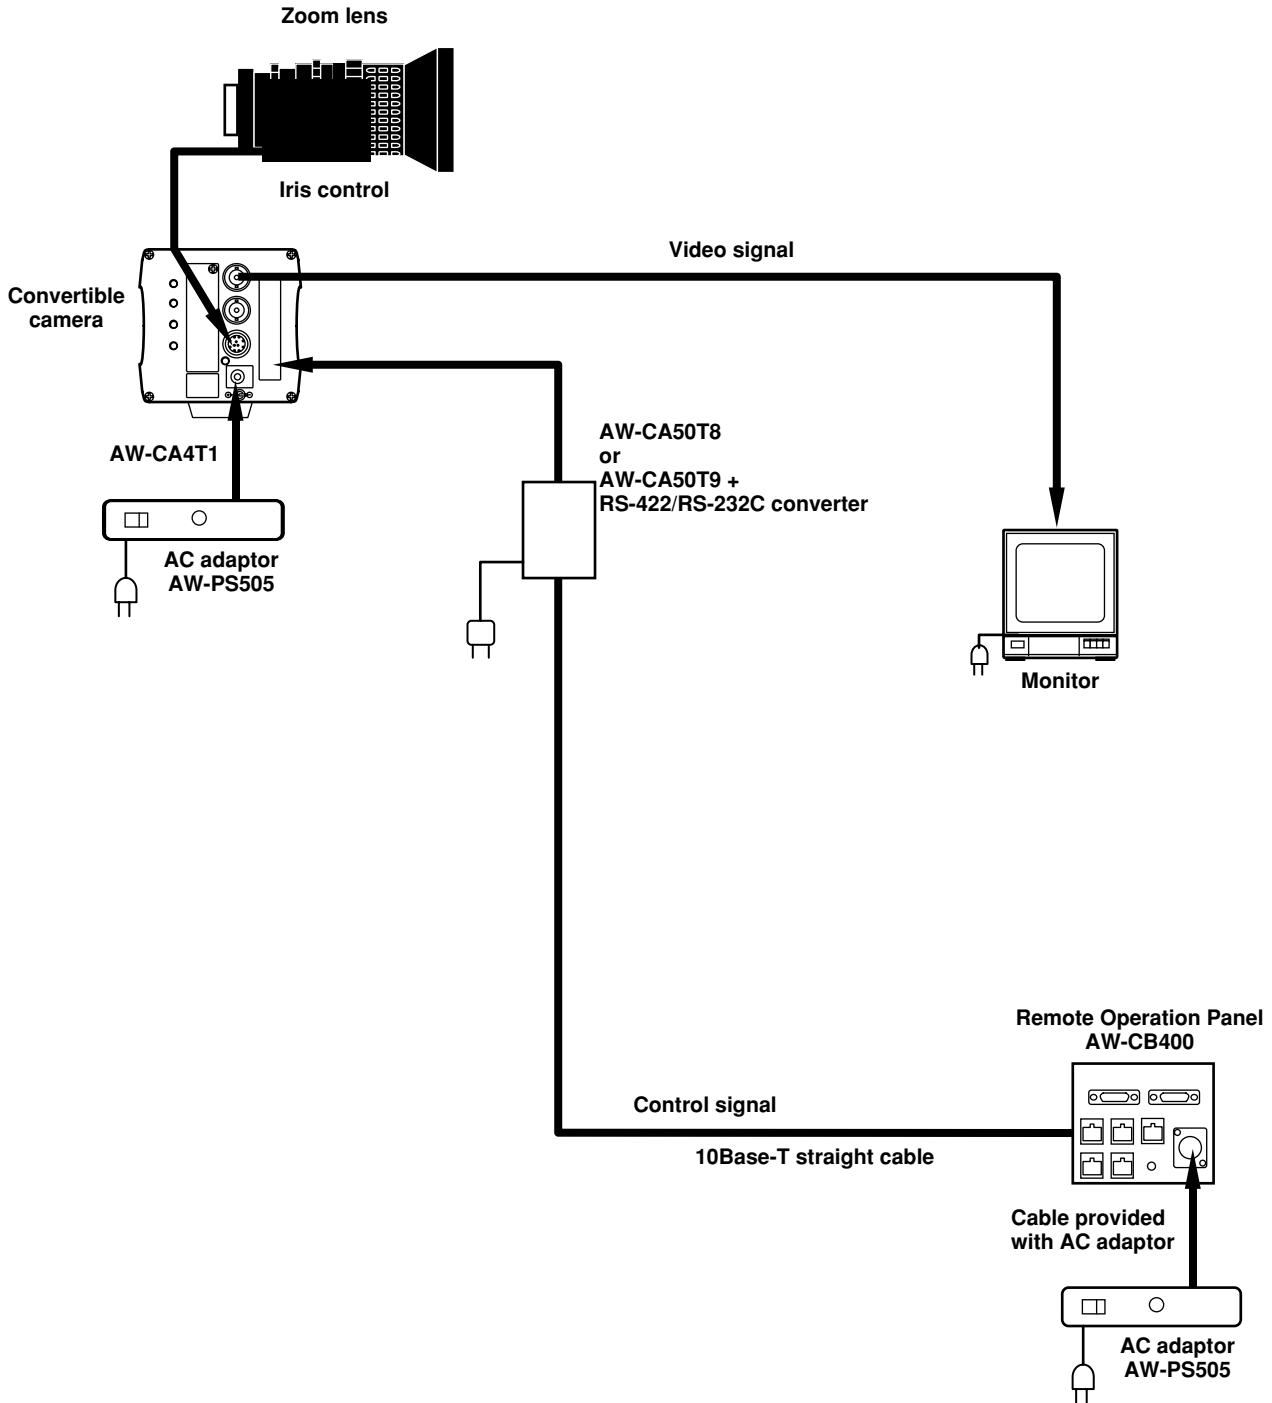 Zoom lens
Iris control
Video signal
Convertible
camera
AW-CA50T8
or
AW-CA50T9 +
RS-422/RS-232C converter
AW-CA4T1
AC adaptor
AW-PS505
Monitor
Remote Operation Panel
AW-CB400
Control signal
10Base-T straight cable
Cable provided
with AC adaptor
AC adaptor
AW-PS505